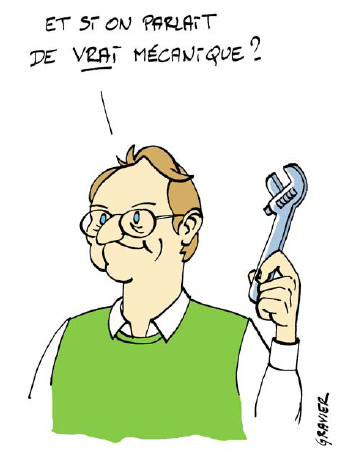 ET SI ON PARLAIT
DE VRAI MÉCANIQUE ?
GRAVIER